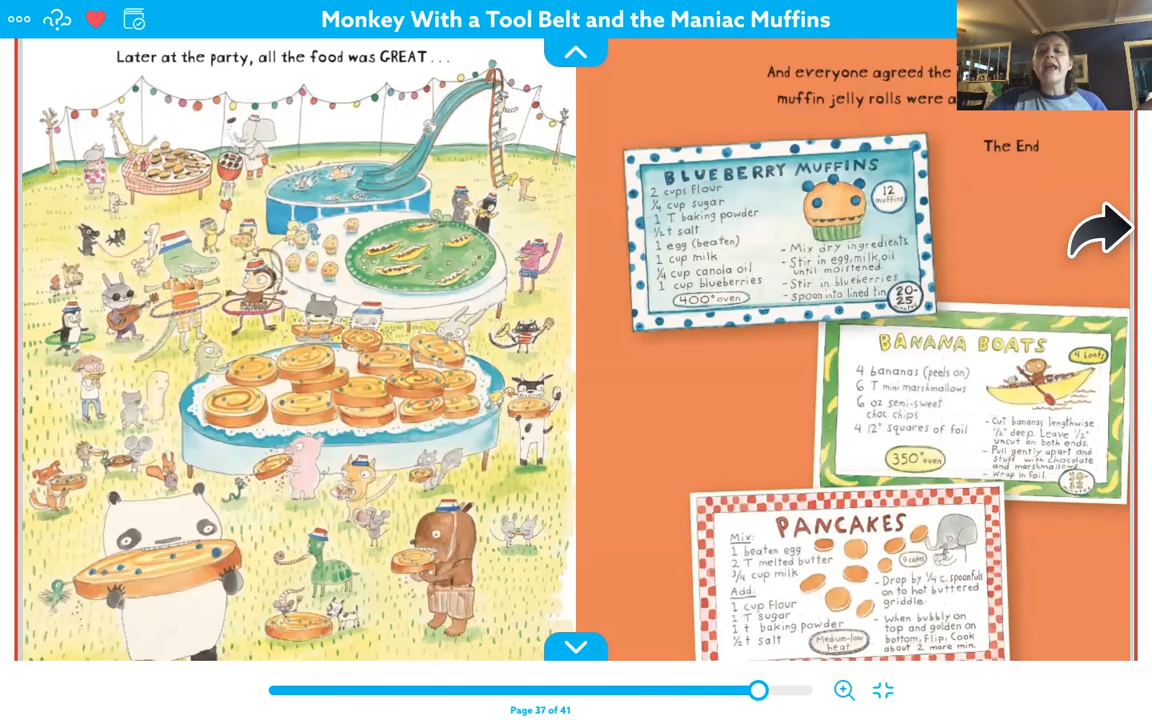 Monkey With a Tool Belt and the Maniac Muffins
Later at the party, all the food was GREAT . . .
And everyone agreed the
muffin jelly rolls were
The End
BLUEBERRY MUFFINS
2 cups flour
¼ cup sugar
1 T baking powder
½ t salt
1 egg (beaten)
1 cup milk
¼ cup canola oil
1 cup blueberries
400° oven
12
muffins
- Mix dry ingredients
- Stir in egg, milk, oil
until moistened
- Stir in blueberries
- spoon into lined tin
20-
25
minutes
BANANA BOATS
4 boats
4 bananas (peels on)
6 T mini marshmallows
6 oz semi-sweet
choc. chips
4 12" squares of foil
350° oven
- Cut bananas lengthwise
½" deep. Leave ½"
uncut on both ends.
- Pull gently apart and
stuff with chocolate
and marshmallows
- Wrap in foil.
minutes
PANCAKES
Mix:
1 beaten egg
2 T melted butter
¾ cup milk
Add:
1 cup flour
1 T sugar
1 t baking powder
½ t salt
9 cakes
Medium-low
heat
- Drop by ¼ c. spoonfuls
on to hot buttered
griddle.
- When bubbly on
top and golden on
bottom, flip. Cook
about 2 more min.
Page 37 of 41